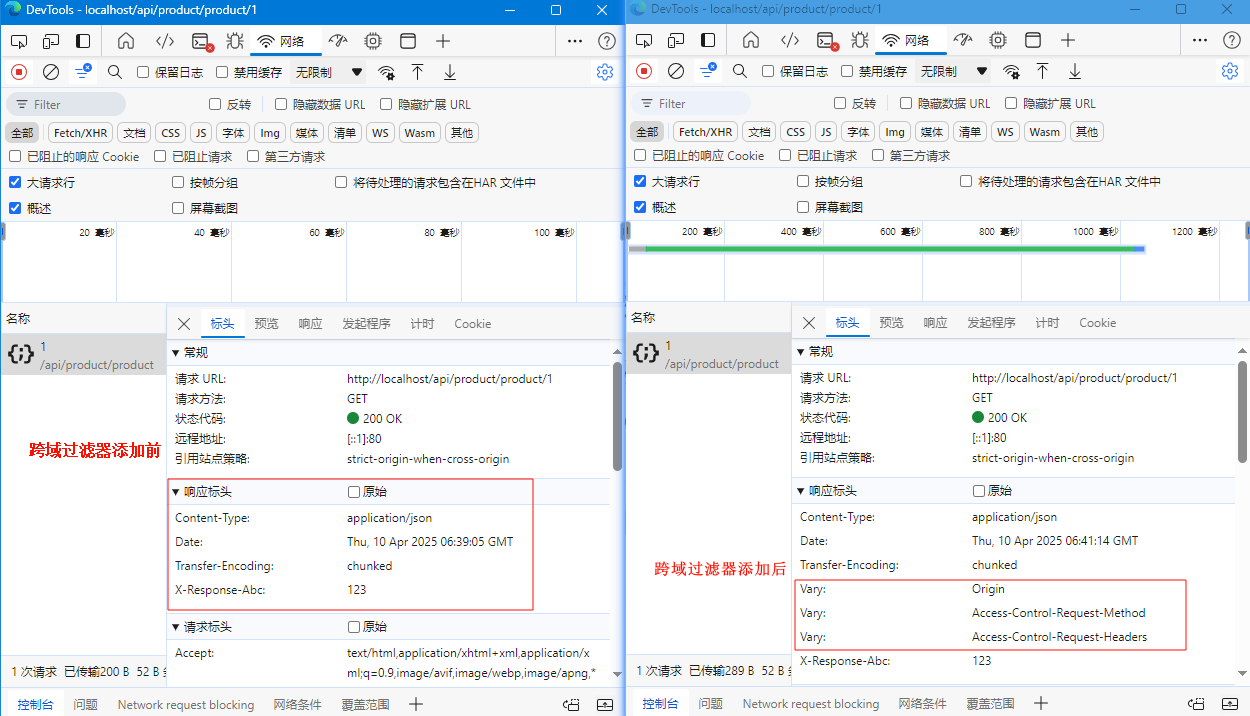 DevTools - localhost/api/product/product/1
网络
保留日志 禁用缓存 无限制
Filter 反转 隐藏数据 URL 隐藏扩展 URL
全部 Fetch/XHR 文档 CSS JS 字体 Img 媒体 清单 WS Wasm 其他
已阻止的响应 Cookie 已阻止请求 第三方请求
大请求行 按帧分组 将待处理的请求包含在HAR 文件中
概述 屏幕截图
20 毫秒 40 毫秒 60 毫秒 80 毫秒 100 毫秒
名称
标头 预览 响应 发起程序 计时 Cookie
1
/api/product/product
常规
请求 URL: http://localhost/api/product/product/1
请求方法: GET
状态代码: 200 OK
远程地址: [::1]:80
引用站点策略: strict-origin-when-cross-origin
跨域过滤器添加前
响应标头 原始
Content-Type: application/json
Date: Thu, 10 Apr 2025 06:39:05 GMT
Transfer-Encoding: chunked
X-Response-Abc: 123
请求标头 原始
Accept: text/html,application/xhtml+xml,application/x
ml;q=0.9,image/avif,image/webp,image/apng,*
1 次请求 已传输200 B 52 B
控制台 问题 Network request blocking 网络条件 覆盖范围
DevTools - localhost/api/product/product/1
网络
保留日志 禁用缓存 无限制
Filter 反转 隐藏数据 URL 隐藏扩展 URL
全部 Fetch/XHR 文档 CSS JS 字体 Img 媒体 清单 WS Wasm 其他
已阻止的响应 Cookie 已阻止请求 第三方请求
大请求行 按帧分组 将待处理的请求包含在HAR 文件中
概述 屏幕截图
200 毫秒 400 毫秒 600 毫秒 800 毫秒 1000 毫秒 1200 毫秒
名称
标头 预览 响应 发起程序 计时 Cookie
1
/api/product/product
常规
请求 URL: http://localhost/api/product/product/1
请求方法: GET
状态代码: 200 OK
远程地址: [::1]:80
引用站点策略: strict-origin-when-cross-origin
响应标头 原始
Content-Type: application/json
Date: Thu, 10 Apr 2025 06:41:14 GMT
Transfer-Encoding: chunked
跨域过滤器添加后
Vary: Origin
Vary: Access-Control-Request-Method
Vary: Access-Control-Request-Headers
X-Response-Abc: 123
1 次请求 已传输289 B 52 B
控制台 问题 Network request blocking 网络条件 覆盖范围